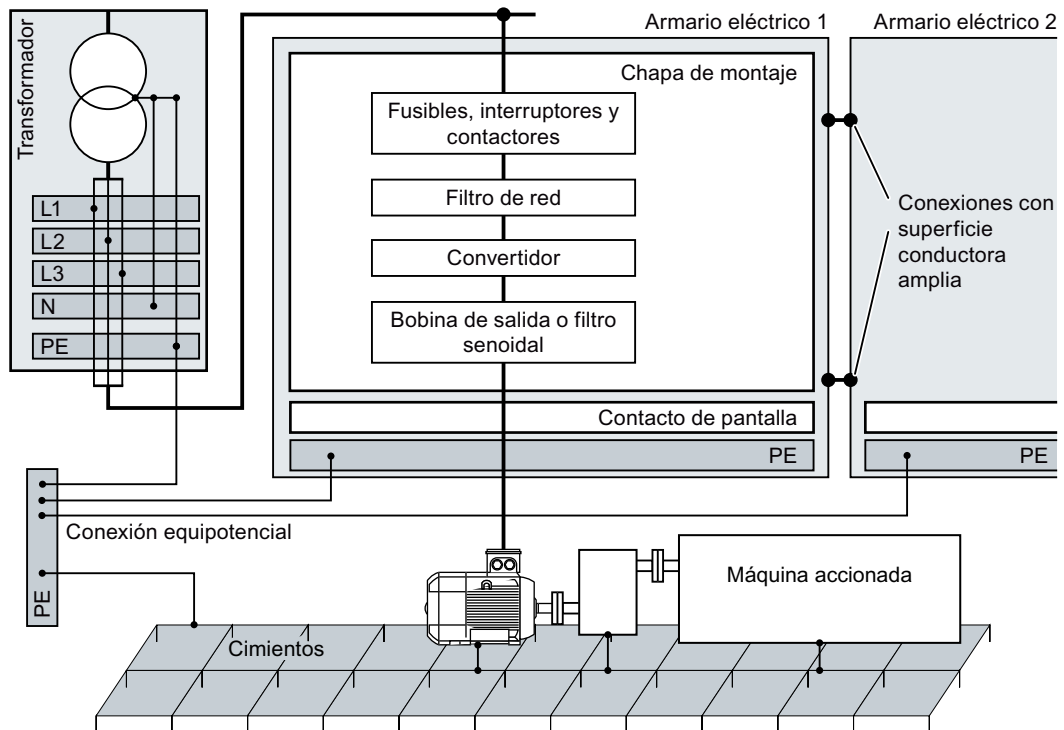 Transformador
L1
L2
L3
N
PE
Armario eléctrico 1
Armario eléctrico 2
Chapa de montaje
Fusibles, interruptores y
contactores
Filtro de red
Convertidor
Bobina de salida o filtro
senoidal
Contacto de pantalla
PE
PE
Conexiones con
superficie
conductora
amplia
Conexión equipotencial
PE
Máquina accionada
Cimientos